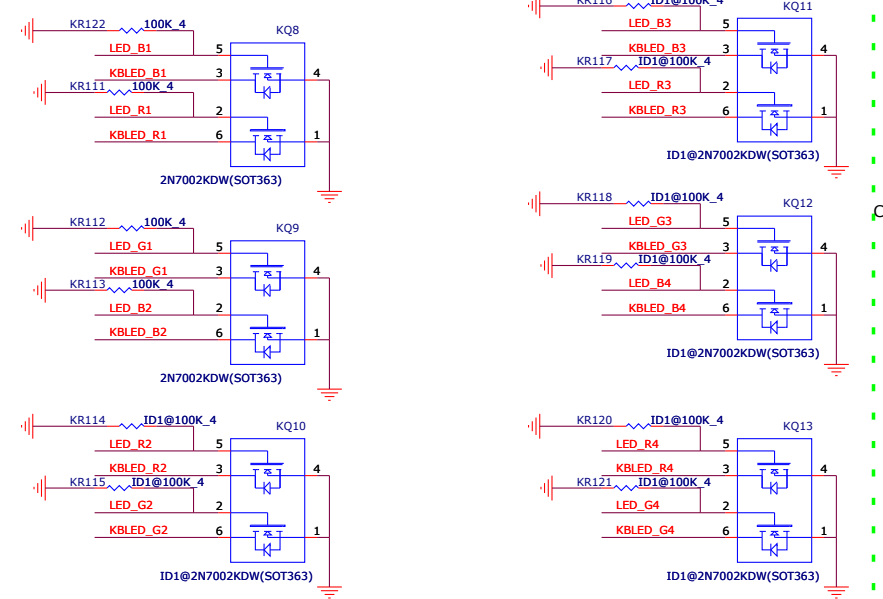 KR122 100K_4 KQ8
LED_B1 5
KBLED_B1 3 4
KR111 100K_4
LED_R1 2
KBLED_R1 6 1
2N7002KDW(SOT363)
KR112 100K_4 KQ9
LED_G1 5
KBLED_G1 3 4
KR113 100K_4
LED_B2 2
KBLED_B2 6 1
2N7002KDW(SOT363)
KR114 ID1@100K_4 KQ10
LED_R2 5
KBLED_R2 3 4
KR115 ID1@100K_4
LED_G2 2
KBLED_G2 6 1
ID1@2N7002KDW(SOT363)
KR116 ID1@100K_4 KQ11
LED_B3 5
KBLED_B3 3 4
KR117 ID1@100K_4
LED_R3 2
KBLED_R3 6 1
ID1@2N7002KDW(SOT363)
KR118 ID1@100K_4 KQ12
LED_G3 5
KBLED_G3 3 4
KR119 ID1@100K_4
LED_B4 2
KBLED_B4 6 1
ID1@2N7002KDW(SOT363)
KR120 ID1@100K_4 KQ13
LED_R4 5
KBLED_R4 3 4
KR121 ID1@100K_4
LED_G4 2
KBLED_G4 6 1
ID1@2N7002KDW(SOT363)